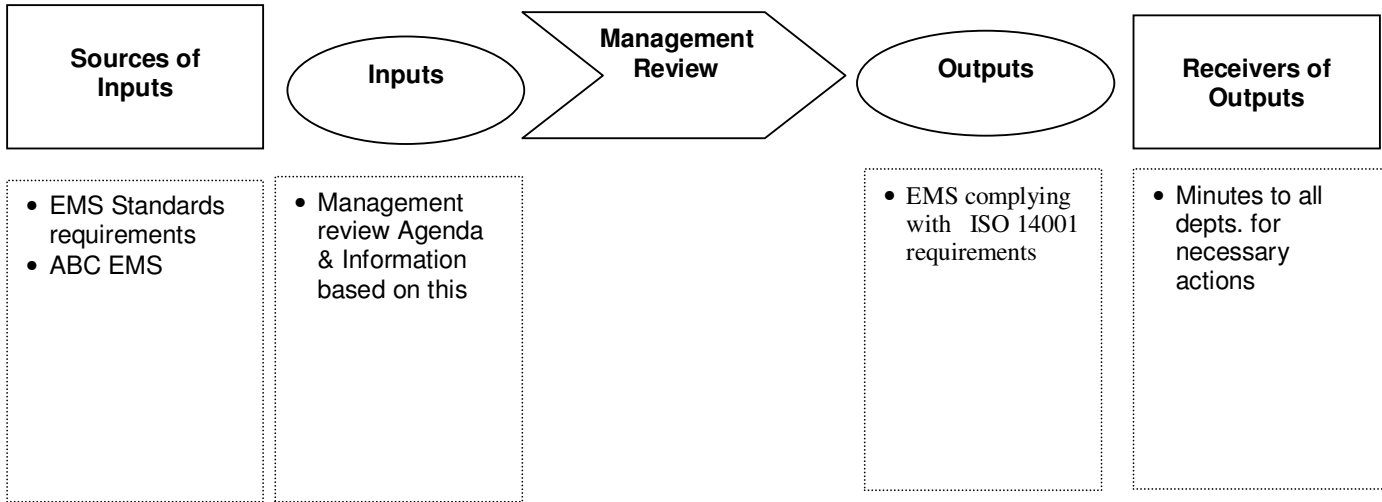 Sources of
Inputs
Inputs
Management
Review
Outputs
Receivers of
Outputs
• EMS Standards
requirements
• ABC EMS
• Management
review Agenda
& Information
based on this
• EMS complying
with ISO 14001
requirements
• Minutes to all
depts. for
necessary
actions